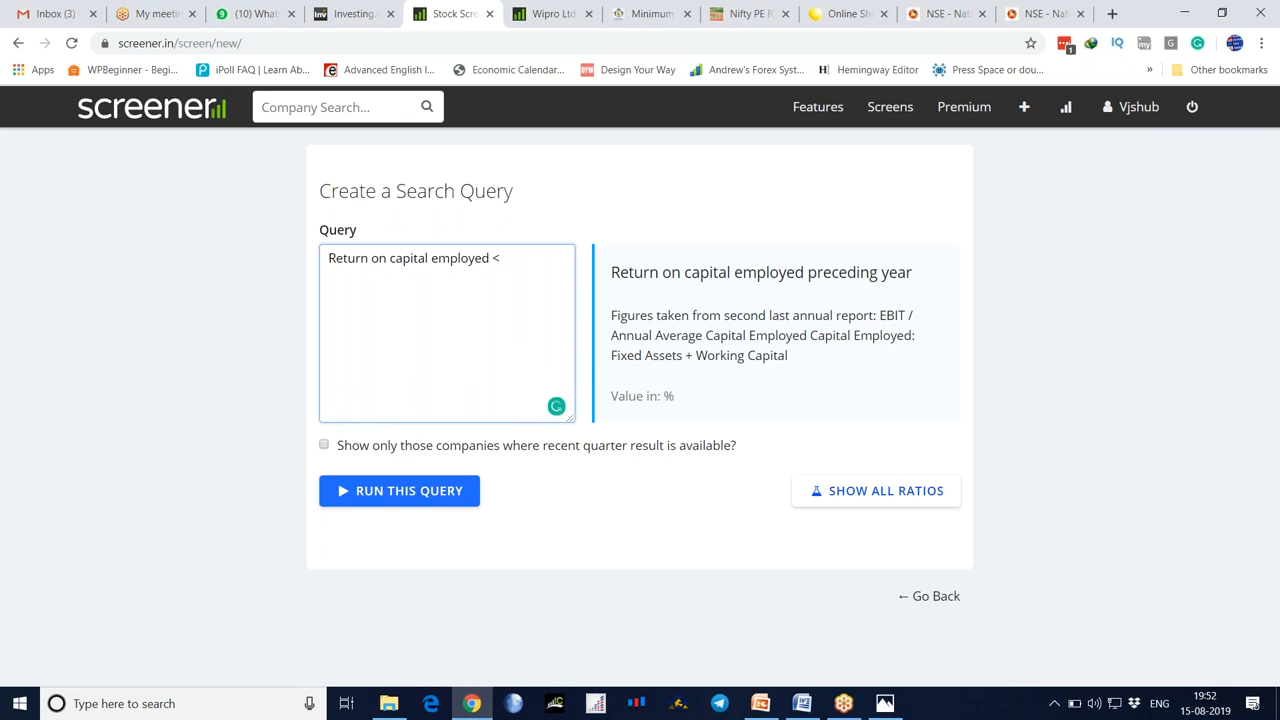 Inbox (3)
My meetin
(10) Whats
Investing.c
Stock Scre
Wipro Ltd
Minimum
Nifty PE Ra
Online Sha
NSE - Nati
NSE - Nati
screener.in/screen/new/
1
Apps
WPBeginner - Begi...
iPoll FAQ | Learn Ab...
Advanced English I...
Economic Calendar...
Design Your Way
Andrew's Forex Syst...
Hemingway Editor
Press Space or dou...
»
Other bookmarks
screener
Company Search...
Features
Screens
Premium
Vjshub
Create a Search Query
Query
Return on capital employed <
Return on capital employed preceding year
Figures taken from second last annual report: EBIT /
Annual Average Capital Employed Capital Employed:
Fixed Assets + Working Capital
Value in: %
Show only those companies where recent quarter result is available?
RUN THIS QUERY
SHOW ALL RATIOS
← Go Back
Type here to search
ENG
19:52
15-08-2019